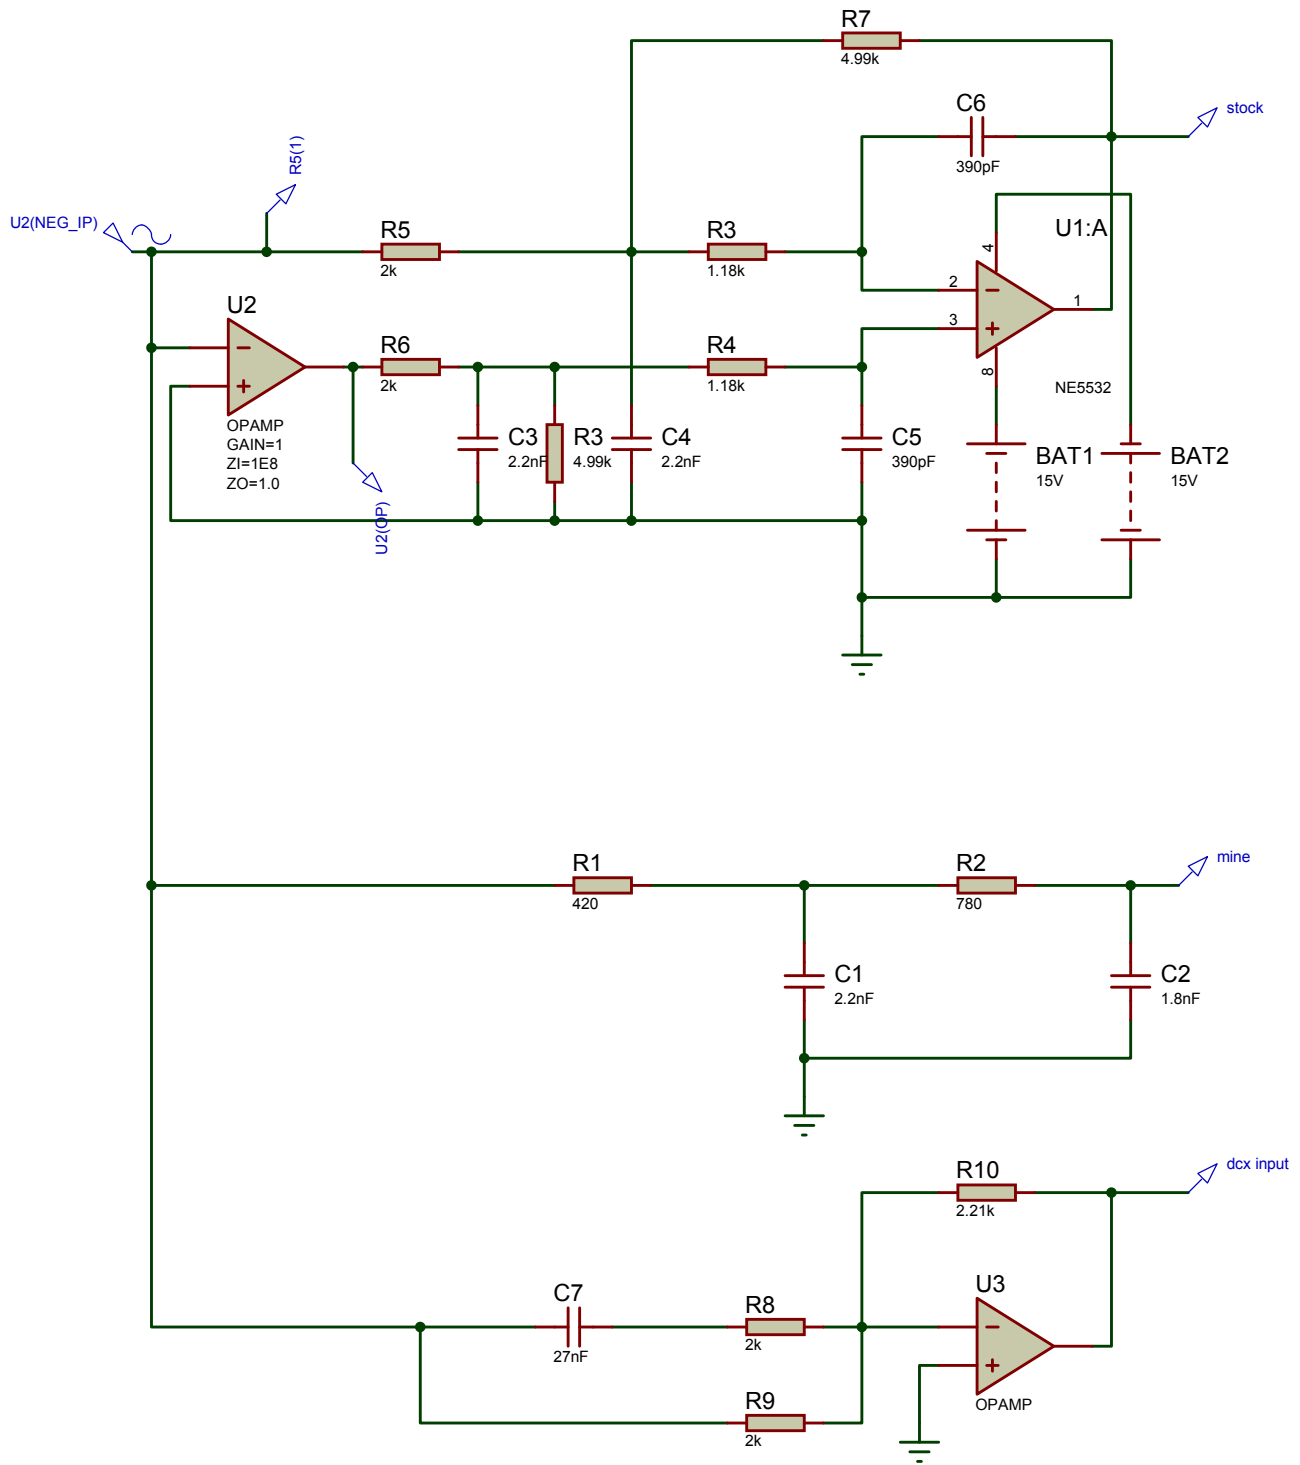 R7
4.99k
C6
390pF
stock
R5(1)
U2(NEG_IP)
R5
2k
R3
1.18k
U1:A
4
2
3
1
8
NE5532
U2
OPAMP
GAIN=1
ZI=1E8
ZO=1.0
R6
2k
R4
1.18k
U2(OP)
C3
2.2nF
R3
4.99k
C4
2.2nF
C5
390pF
BAT1
15V
BAT2
15V
R1
420
R2
780
mine
C1
2.2nF
C2
1.8nF
R10
2.21k
dcx input
C7
27nF
R8
2k
U3
OPAMP
R9
2k